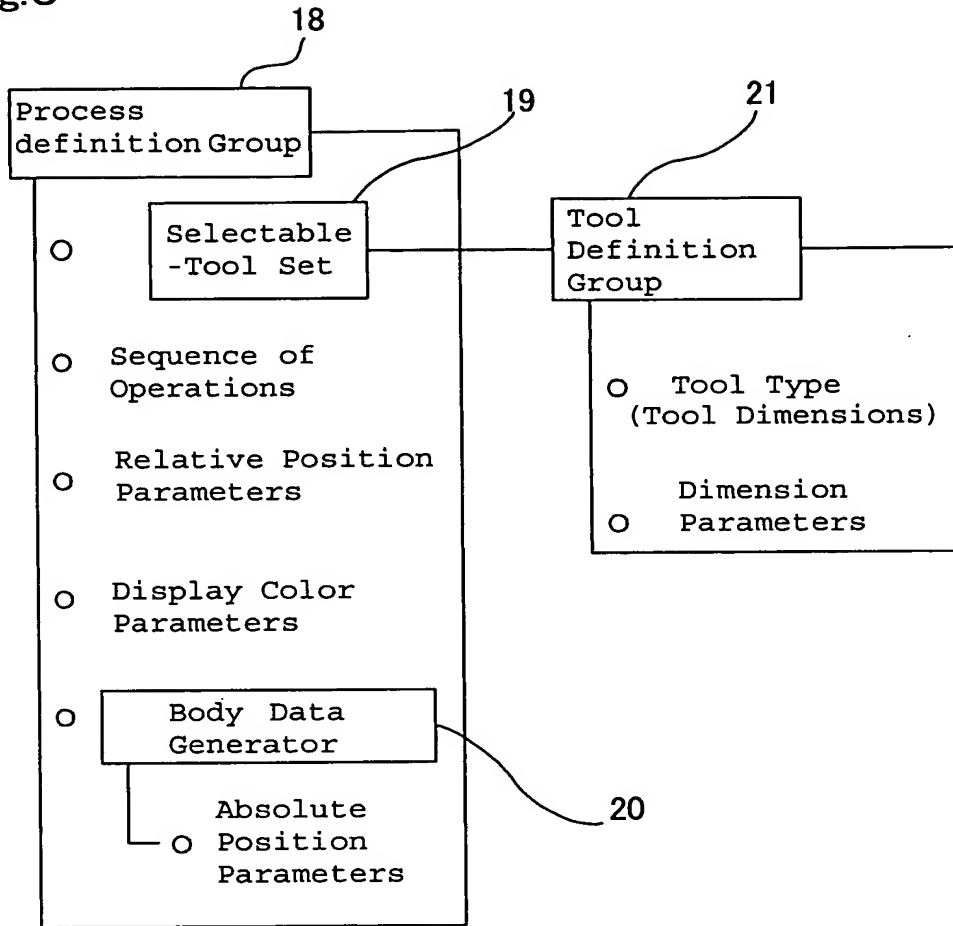 18
Process
definition Group
19
21
Selectable
-Tool Set
Tool
Definition
Group
Sequence of
Operations
Tool Type
(Tool Dimensions)
Relative Position
Parameters
Dimension
Parameters
Display Color
Parameters
Body Data
Generator
20
Absolute
Position
Parameters